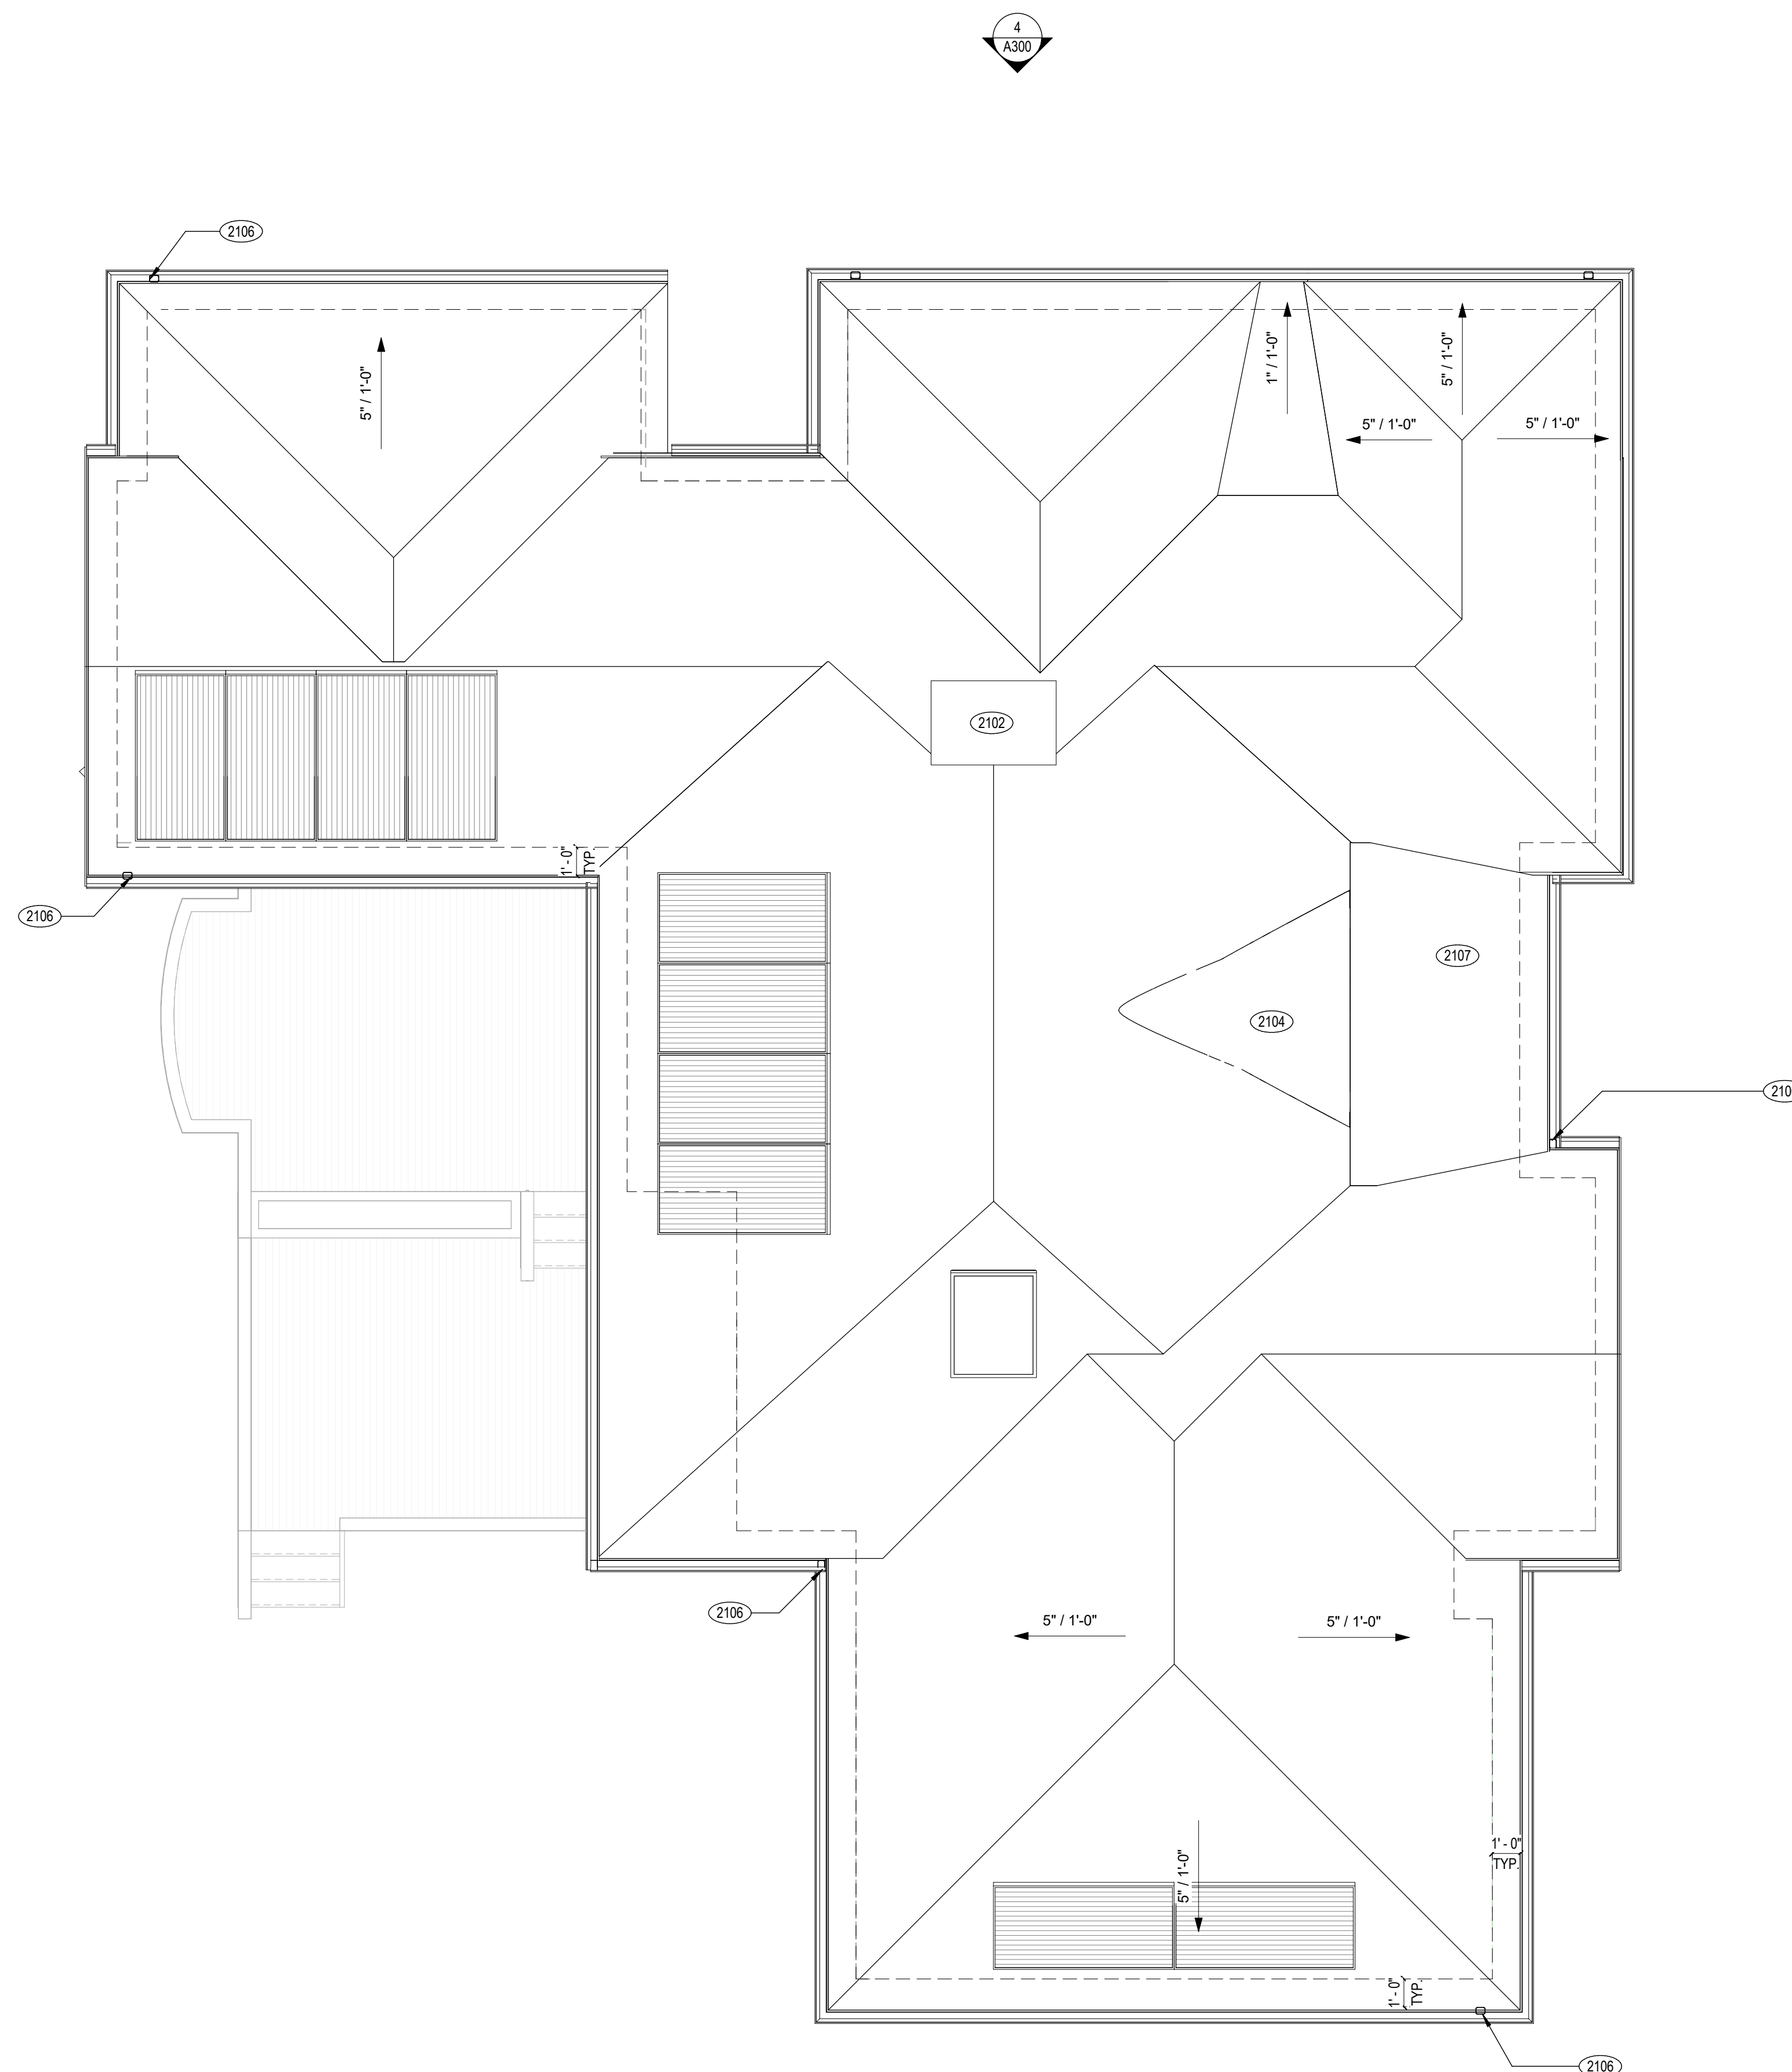 4
A300
2106
5" / 1'-0"
1" / 1'-0"
5" / 1'-0"
5" / 1'-0"
5" / 1'-0"
2102
1' - 0"
TYP.
2106
2107
2104
210
2106
5" / 1'-0"
5" / 1'-0"
5" / 1'-0"
1' - 0"
TYP.
1' - 0"
TYP.
2106